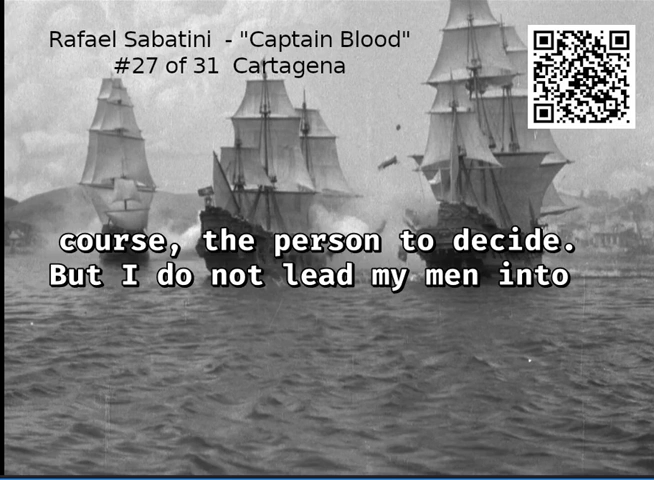 Rafael Sabatini - "Captain Blood"
#27 of 31 Cartagena
course, the person to decide.
But I do not lead my men into